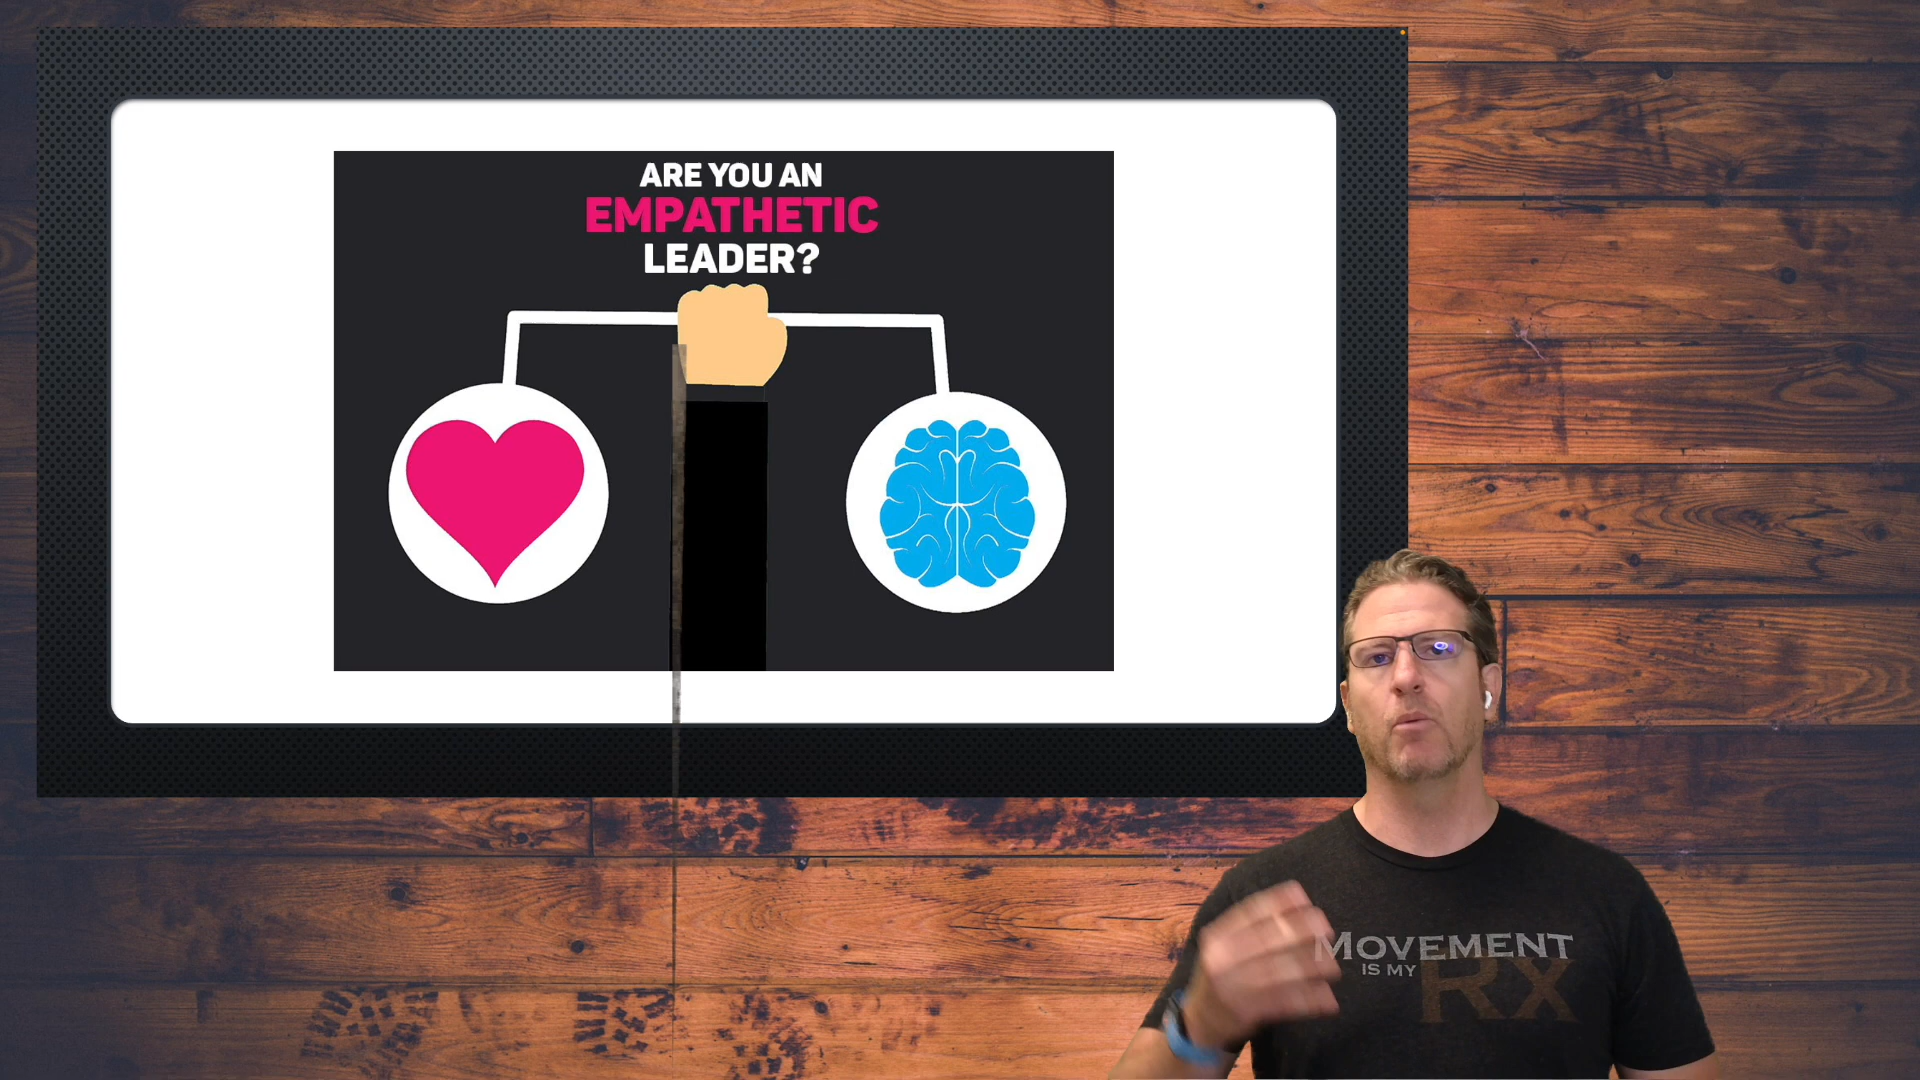 ARE YOU AN
EMPATHETIC
LEADER?
MOVEMENT
IS MY RX